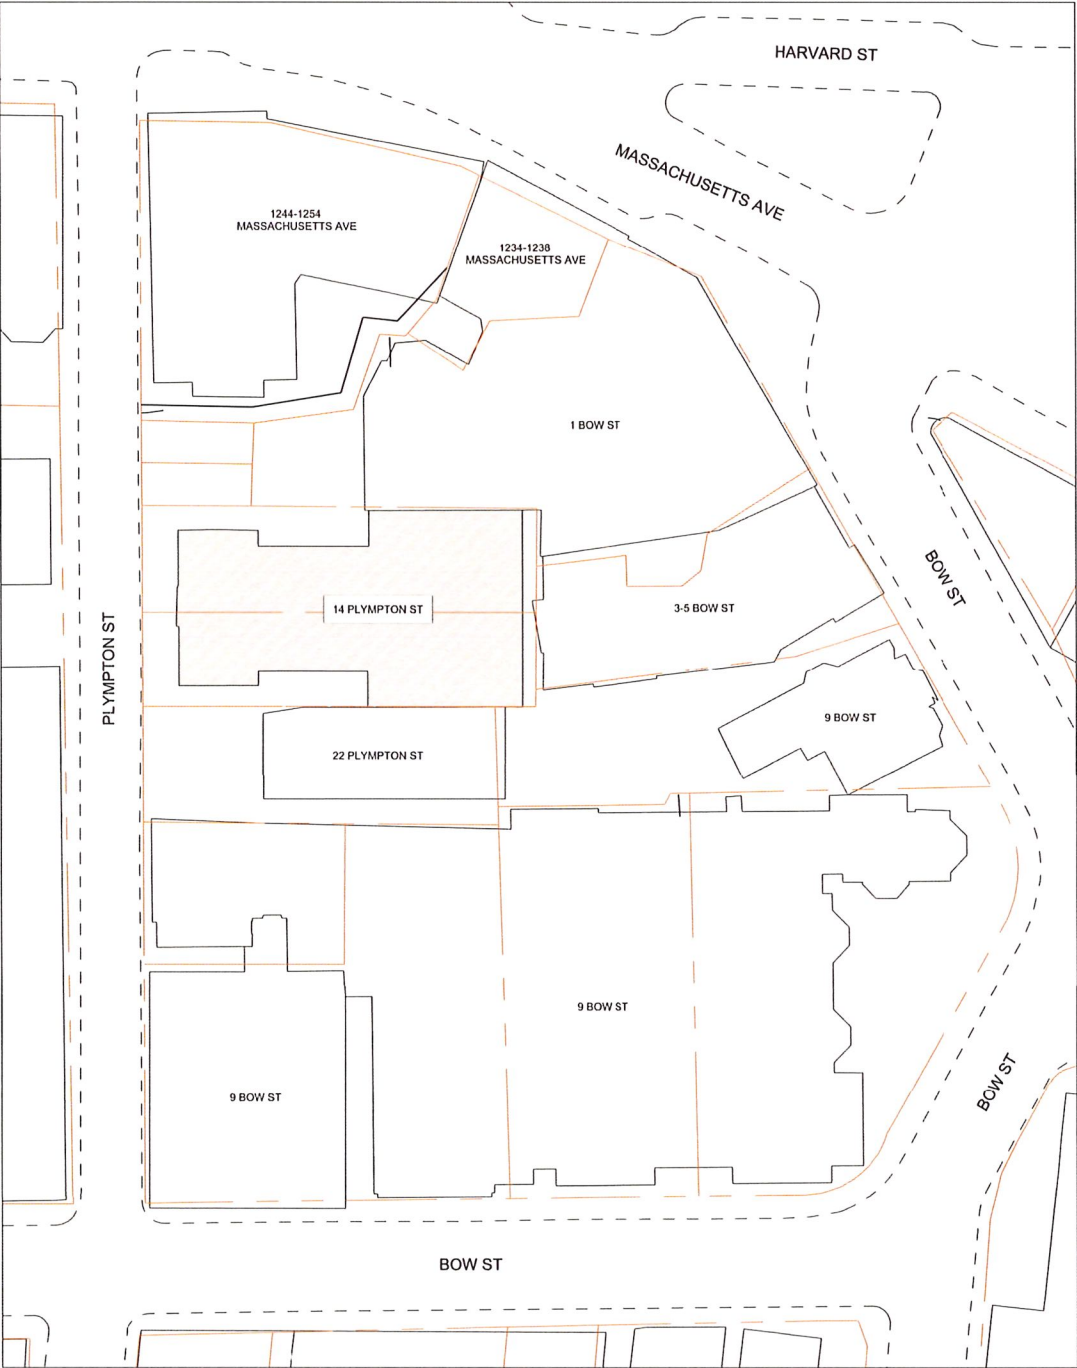 HARVARD ST
MASSACHUSETTS AVE
1244-1254
MASSACHUSETTS AVE
1234-1238
MASSACHUSETTS AVE
1 BOW ST
BOW ST
14 PLYMPTON ST
3-5 BOW ST
PLYMPTON ST
9 BOW ST
22 PLYMPTON ST
9 BOW ST
9 BOW ST
BOW ST
BOW ST